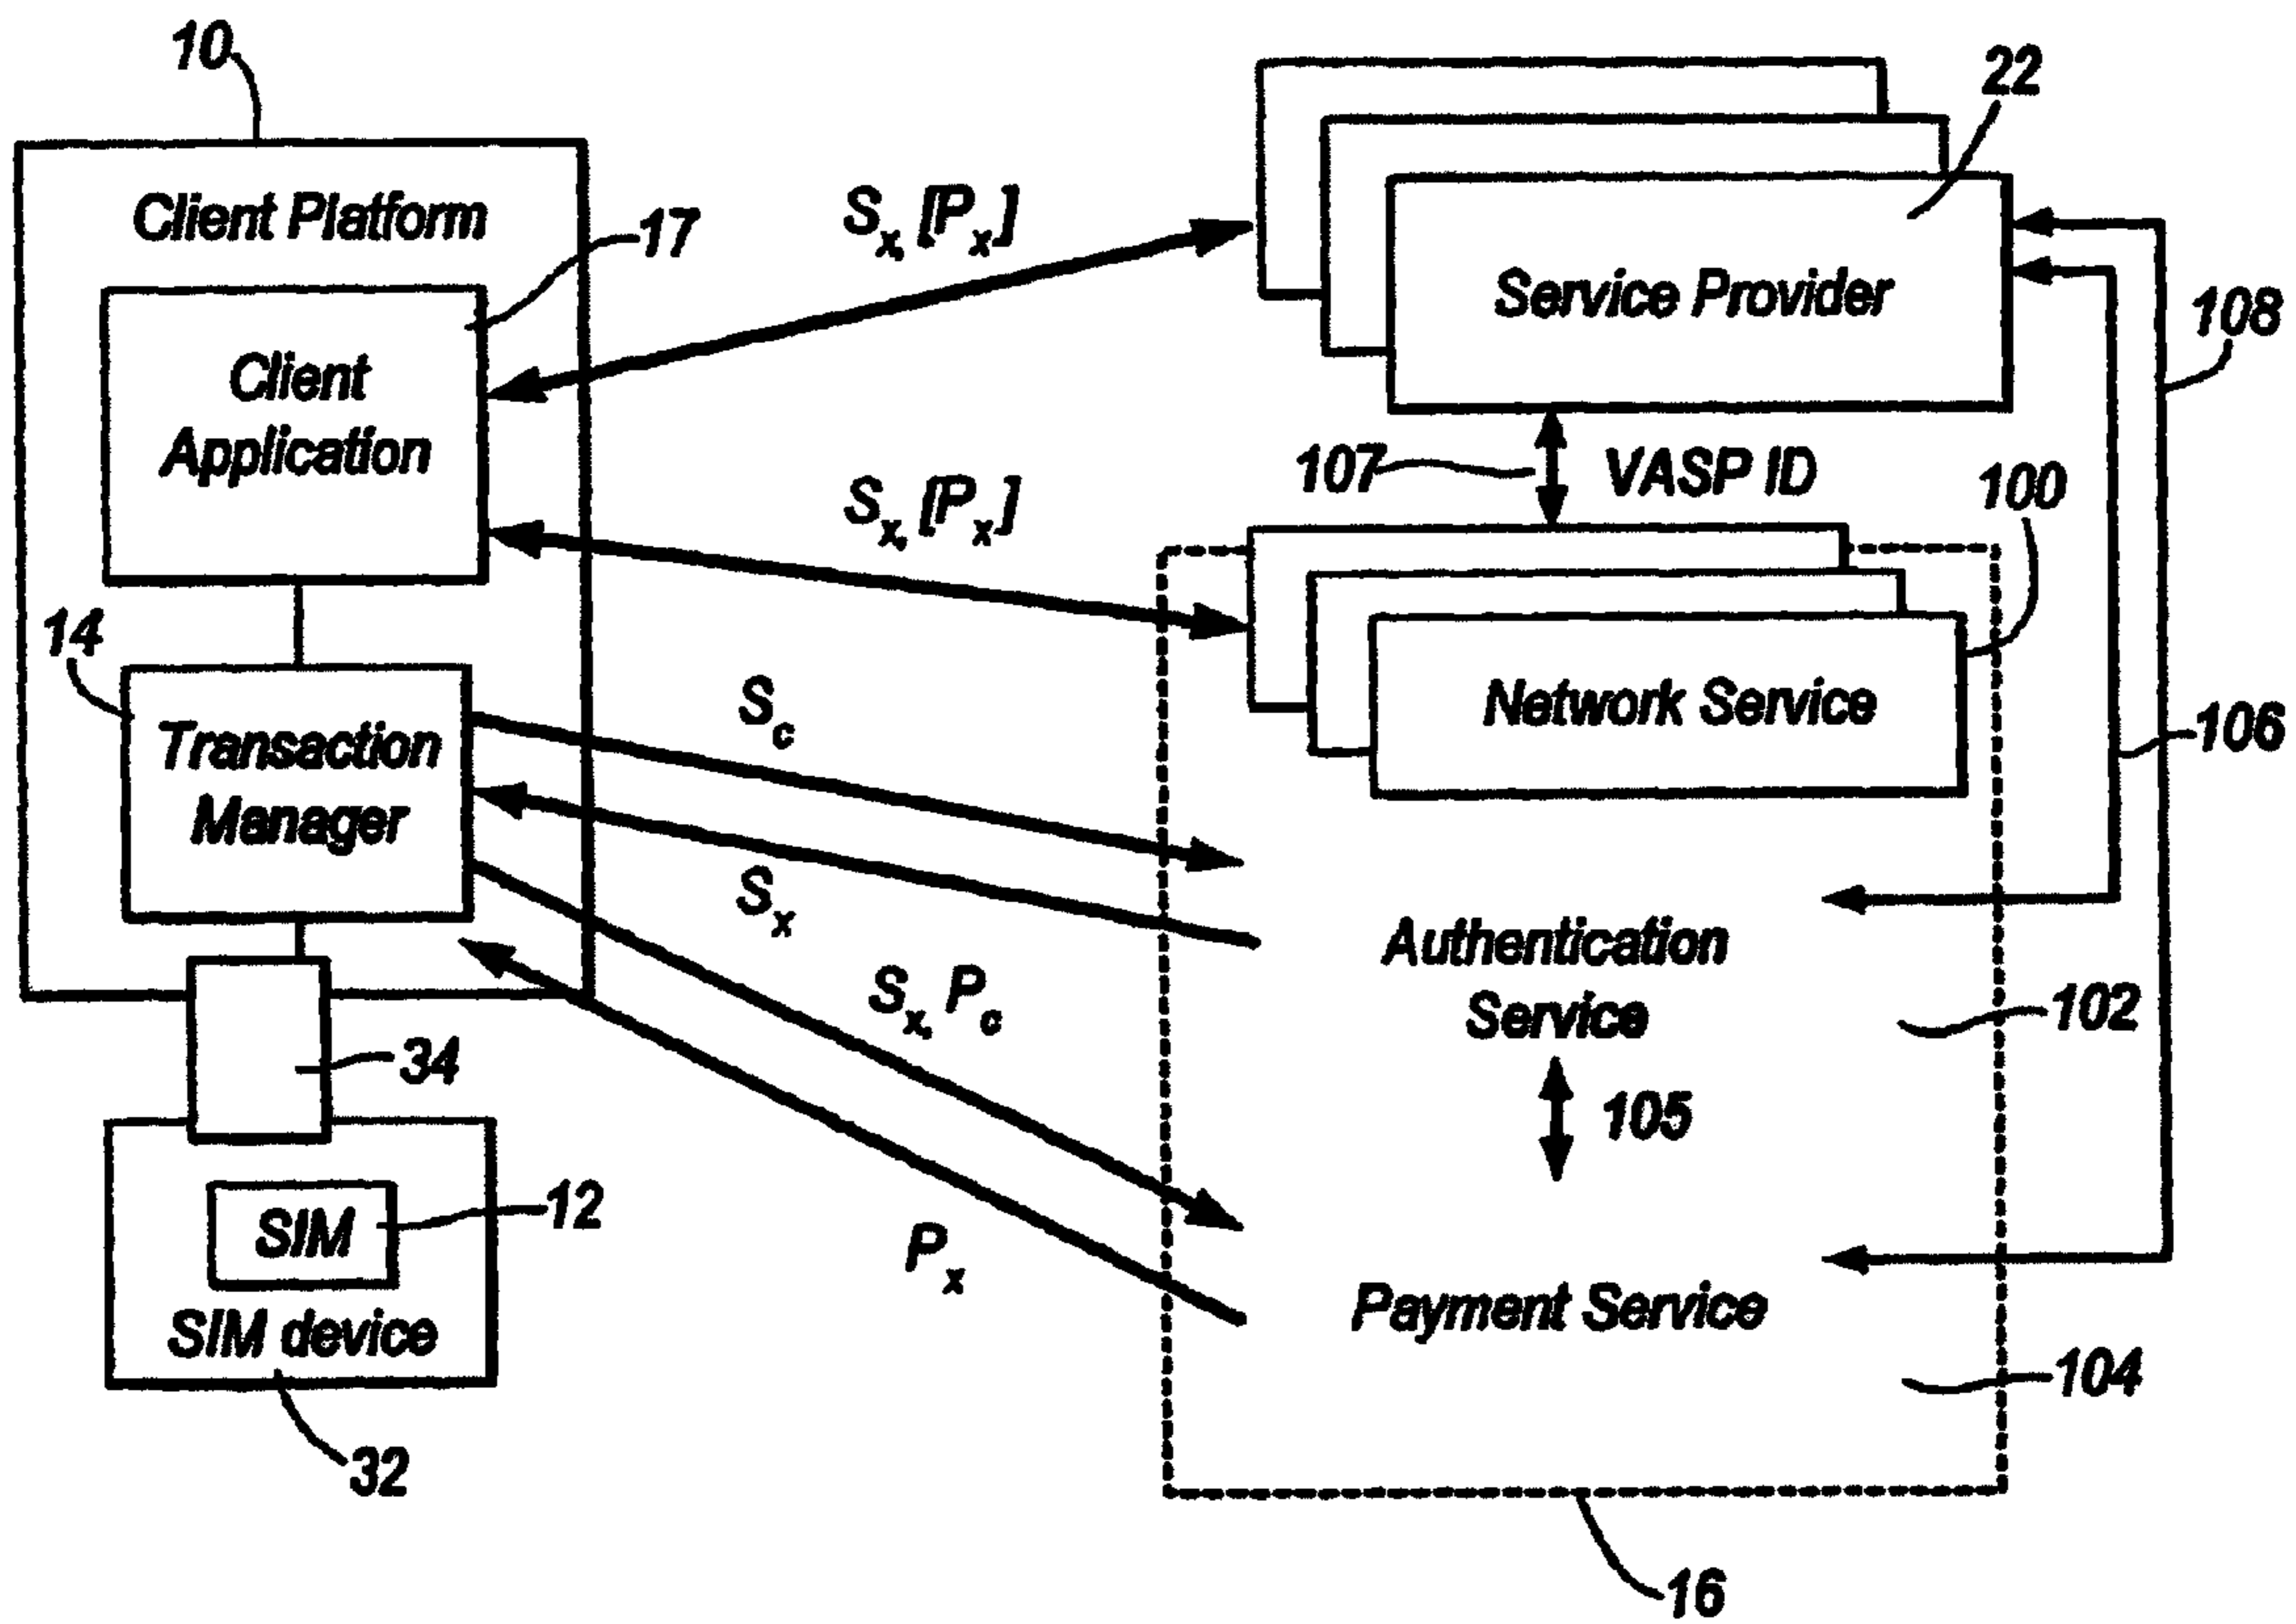 10
22
Client Platform
17
Sx, [Px]
Service Provider
108
Client
Application
107
VASP ID
100
Sx, [Px]
14
Network Service
106
Sc
Transaction
Manager
Sx
Authentication
Service
102
Sx, Pc
34
105
12
SIM
Px
Payment Service
SIM device
104
32
16